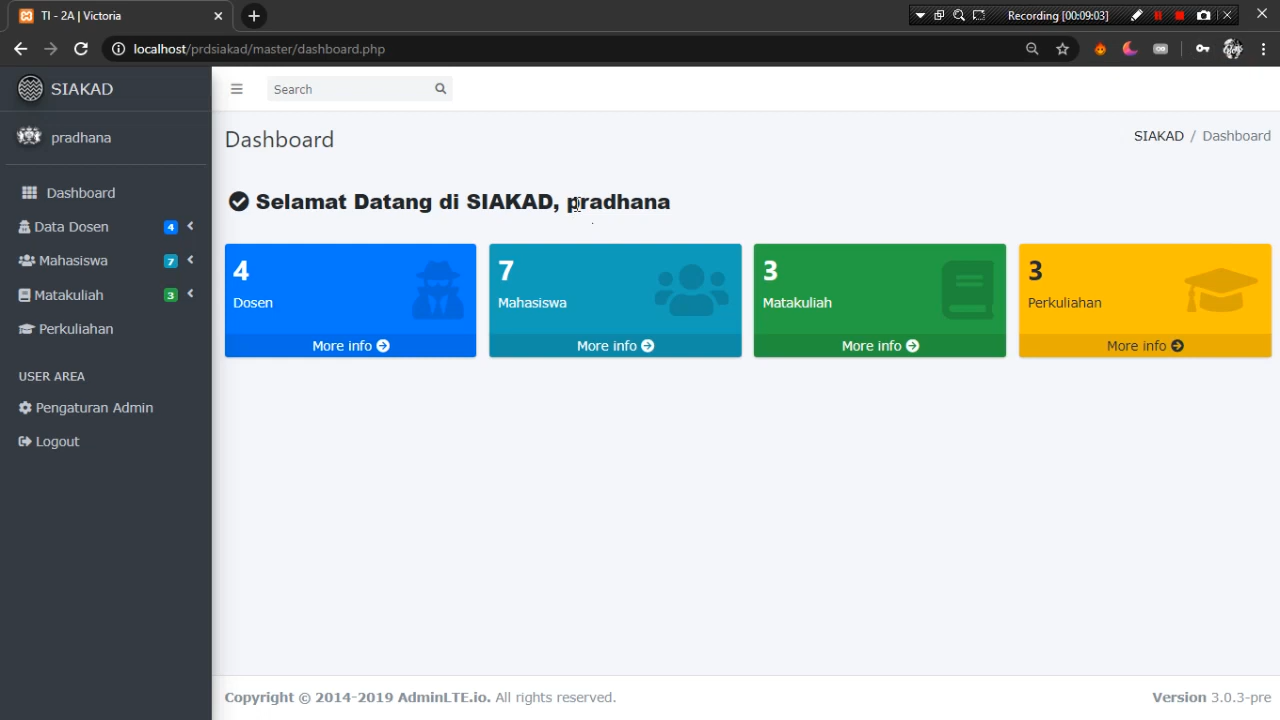 TI - 2A | Victoria
Recording [00:09:03]
localhost/prdsiakad/master/dashboard.php
SIAKAD
Search
pradhana
Dashboard
SIAKAD / Dashboard
Dashboard
Data Dosen 4
Mahasiswa 7
Matakuliah 3
Perkuliahan
USER AREA
Pengaturan Admin
Logout
Selamat Datang di SIAKAD, pradhana
4
Dosen
More info
7
Mahasiswa
More info
3
Matakuliah
More info
3
Perkuliahan
More info
Copyright © 2014-2019 AdminLTE.io. All rights reserved.
Version 3.0.3-pre